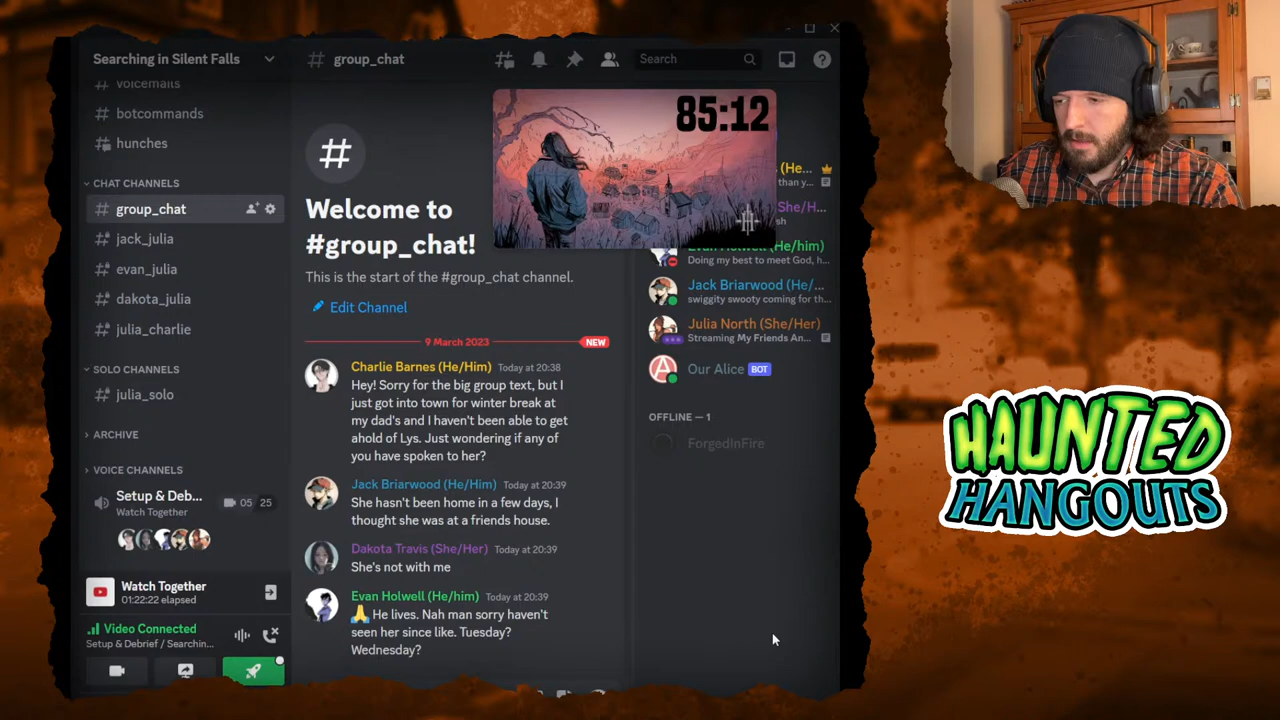 Searching in Silent Falls
voicemails
botcommands
hunches
CHAT CHANNELS
group_chat
jack_julia
evan_julia
dakota_julia
julia_charlie
SOLO CHANNELS
julia_solo
ARCHIVE
VOICE CHANNELS
Setup & Deb...
Watch Together
05 25
Watch Together
01:22:22 elapsed
Video Connected
Setup & Debrief / Searchin...
# group_chat
Search
85:12
#
Welcome to
#group_chat!
This is the start of the #group_chat channel.
Edit Channel
9 March 2023
NEW
Charlie Barnes (He/Him) Today at 20:38
Hey! Sorry for the big group text, but I
just got into town for winter break at
my dad's and I haven't been able to get
ahold of Lys. Just wondering if any of
you have spoken to her?
Jack Briarwood (He/Him) Today at 20:39
She hasn't been home in a few days, I
thought she was at a friends house.
Dakota Travis (She/Her) Today at 20:39
She's not with me
Evan Holwell (He/him) Today at 20:39
🙏 He lives. Nah man sorry haven't
seen her since like. Tuesday?
Wednesday?
(He...
than y...
She/H...
sh
Evan Holwell (He/him)
Doing my best to meet God, h...
Jack Briarwood (He/...
swiggity swooty coming for th...
Julia North (She/Her)
Streaming My Friends An...
Our Alice BOT
OFFLINE — 1
ForgedInFire
HAUNTED
HANGOUTS